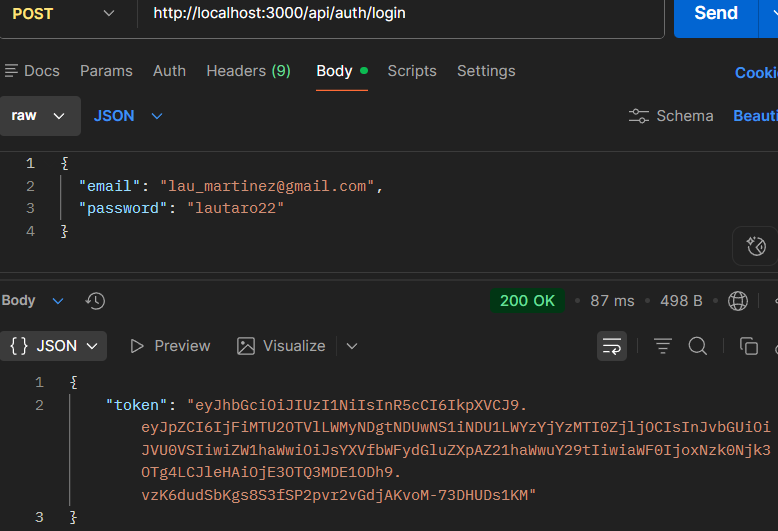 POST http://localhost:3000/api/auth/login Send
Docs Params Auth Headers (9) Body Scripts Settings Cooki
raw JSON Schema Beauti
1 {
2 "email": "lau_martinez@gmail.com",
3 "password": "lautaro22"
4 }
Body 200 OK • 87 ms • 498 B •
{} JSON Preview Visualize
1 {
2 "token": "eyJhbGciOiJIUzI1NiIsInR5cCI6IkpXVCJ9.
eyJpZCI6IjFiMTU2OTVlLWMyNDgtNDUwNS1iNDU1LWYzYjYzMTI0ZjljOCIsInJvbGUiOi
JVU0VSIiwiZW1haWwiOiJsYXVfbWFydGluZXpAZ21haWwuY29tIiwiaWF0IjoxNzk0Njk3
OTg4LCJleHAiOjE3OTQ3MDE1ODh9.
vzK6dudSbKgs8S3fSP2pvr2vGdjAKvoM-73DHUDs1KM"
3 }